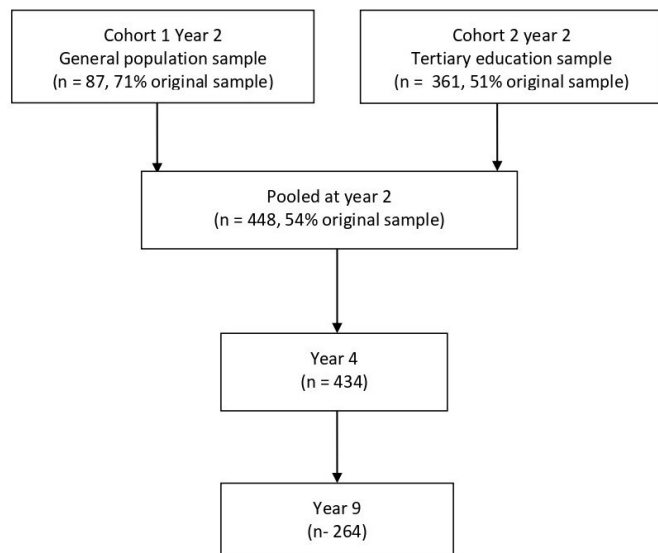 Cohort 1 Year 2
General population sample
(n = 87, 71% original sample)
Cohort 2 year 2
Tertiary education sample
(n =  361, 51% original sample)
Pooled at year 2
(n = 448, 54% original sample)
Year 4
(n = 434)
Year 9
(n- 264)